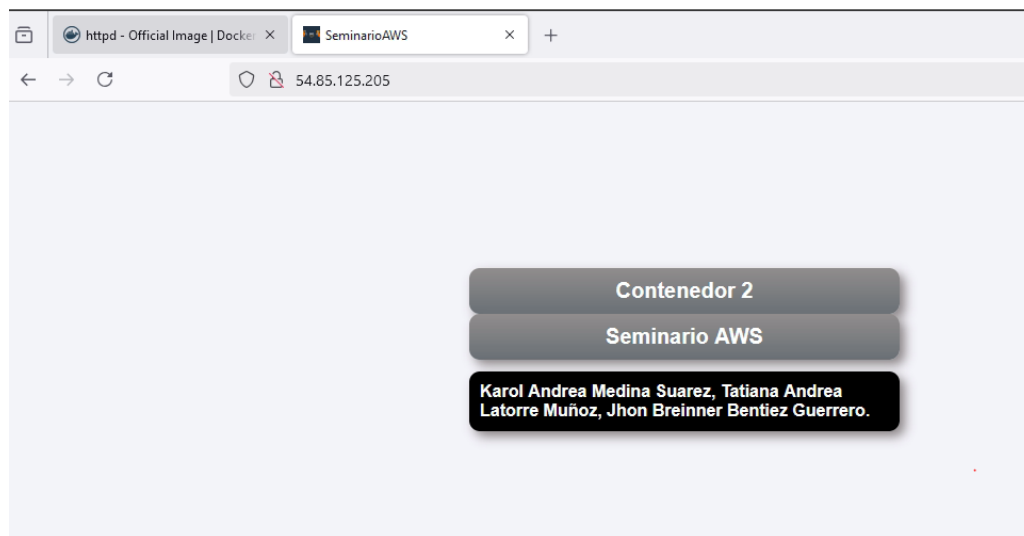 httpd - Official Image | Docker
SeminarioAWS
54.85.125.205
Contenedor 2
Seminario AWS
Karol Andrea Medina Suarez, Tatiana Andrea
Latorre Muñoz, Jhon Breinner Bentiez Guerrero.